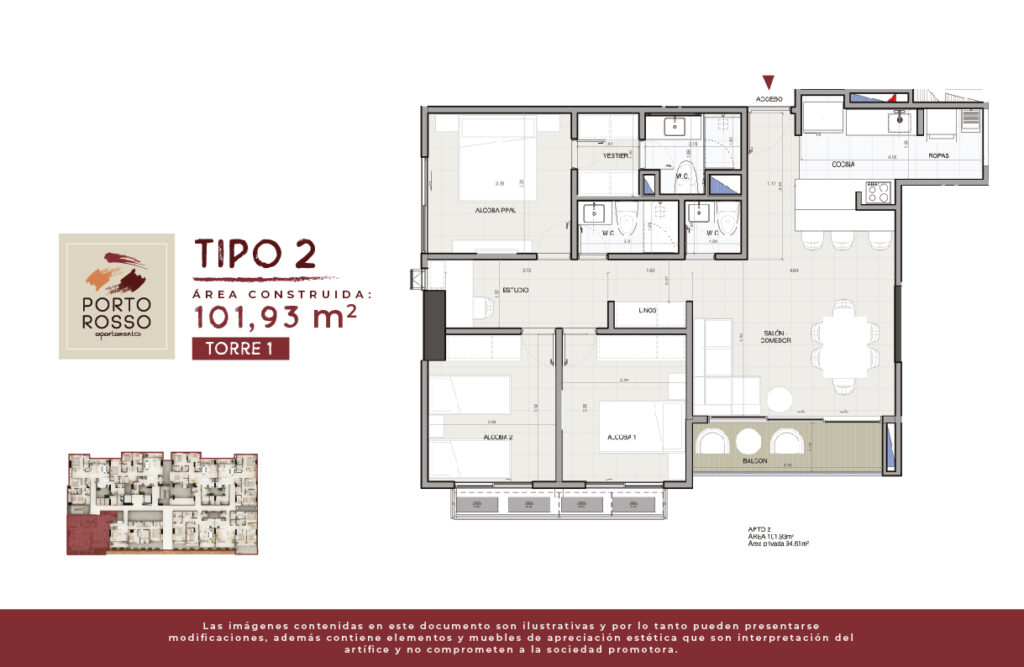 PORTO
ROSSO
apartamentos
TIPO 2
ÁREA CONSTRUIDA:
101,93 m²
TORRE 1
ACCESO
COCINA
ROPAS
VESTIER
W.C.
ALCOBA PPAL
W.C.
W.C.
ESTUDIO
LINOS
SALÓN -
COMEDOR
ALCOBA 2
ALCOBA 1
BALCON
APTO 2
ÁREA 101.93m²
Área privada 94.61m²
Las imágenes contenidas en este documento son ilustrativas y por lo tanto pueden presentarse
modificaciones, además contiene elementos y muebles de apreciación estética que son interpretación del
artífice y no comprometen a la sociedad promotora.